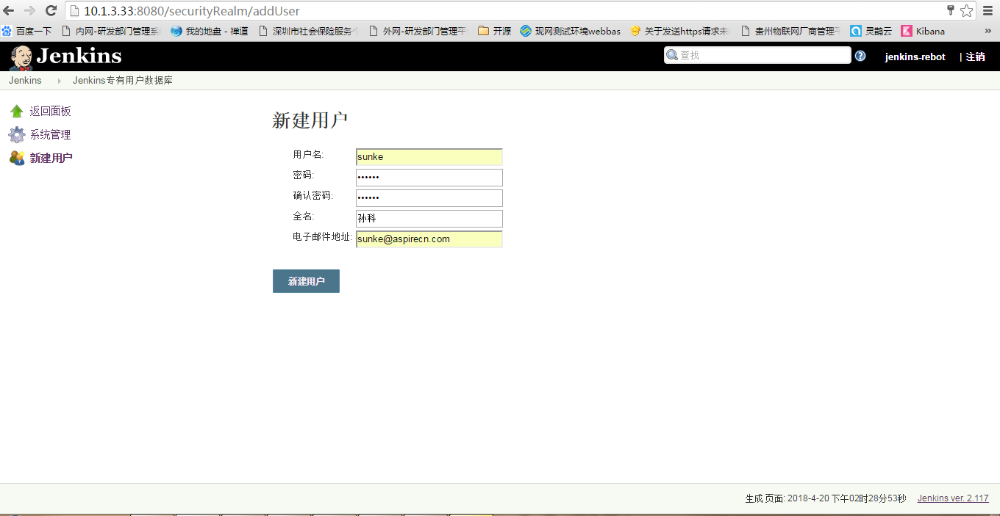 10.1.3.33:8080/securityRealm/addUser
百度一下 内网-研发部门管理系 我的地盘 - 禅道 深圳市社会保险服务个 外网-研发部门管理平 开源 现网测试环境webbas 关于发送https请求未 贵州物联网厂商管理平 灵鹊云 Kibana »
Jenkins 查找 jenkins-rebot | 注销
Jenkins Jenkins专有用户数据库
返回面板
系统管理
新建用户
新建用户
用户名: sunke
密码: ••••••
确认密码: ••••••
全名: 孙科
电子邮件地址: sunke@aspirecn.com
新建用户
生成 页面: 2018-4-20 下午02时28分53秒 Jenkins ver. 2.117